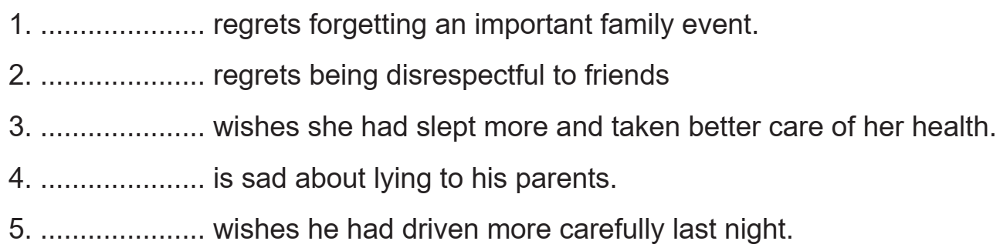 1. ..................... regrets forgetting an important family event.
2. ..................... regrets being disrespectful to friends
3. ..................... wishes she had slept more and taken better care of her health.
4. ..................... is sad about lying to his parents.
5. ..................... wishes he had driven more carefully last night.